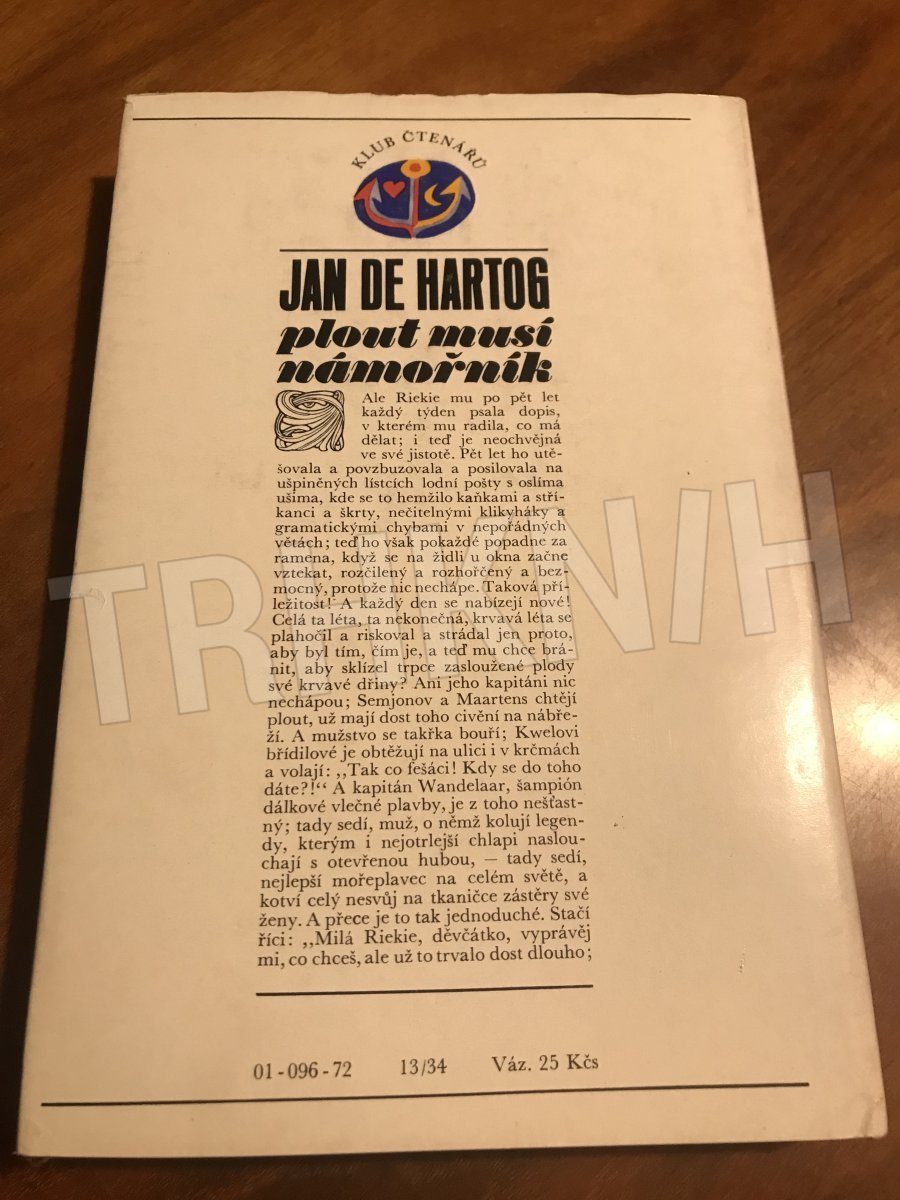 KLUB ČTENÁŘŮ
JAN DE HARTOG
plout musí
námořník
Ale Riekie mu po pět let
každý týden psala dopis,
v kterém mu radila, co má
dělat; i teď je neochvějná
ve své jistotě. Pět let ho utě-
šovala a povzbuzovala a posilovala na
ušpiněných lístcích lodní pošty s oslíma
ušima, kde se to hemžilo kaňkami a stří-
kanci a škrty, nečitelnými klikyháky a
gramatickými chybami v nepořádných
větách; teď ho však pokaždé popadne za
ramena, když se na židli u okna začne
vztekat, rozčilený a rozhořčený a bez-
mocný, protože nic nechápe. Taková pří-
ležitost! A každý den se nabízejí nové!
Celá ta léta, ta nekonečná, krvavá léta se
plahočil a riskoval a strádal jen proto,
aby byl tím, čím je, a teď mu chce brá-
nit, aby sklízel trpce zasloužené plody
své krvavé dřiny? Ani jeho kapitáni nic
nechápou; Semjonov a Maartens chtějí
plout, už mají dost toho civění na nábře-
ží. A mužstvo se takřka bouří; Kwelovi
břídilové je obtěžují na ulici i v krčmách
a volají: ,,Tak co fešáci! Kdy se do toho
dáte?!“ A kapitán Wandelaar, šampión
dálkové vlečné plavby, je z toho nešťast-
ný; tady sedí, muž, o němž kolují legen-
dy, kterým i nejotrlejší chlapi naslou-
chají s otevřenou hubou, — tady sedí,
nejlepší mořeplavec na celém světě, a
kotví celý nesvůj na tkaničce zástěry své
ženy. A přece je to tak jednoduché. Stačí
říci: ,,Milá Riekie, děvčátko, vyprávěj
mi, co chceš, ale už to trvalo dost dlouho;
01-096-72 13/34 Váz. 25 Kčs
TRHKNIH